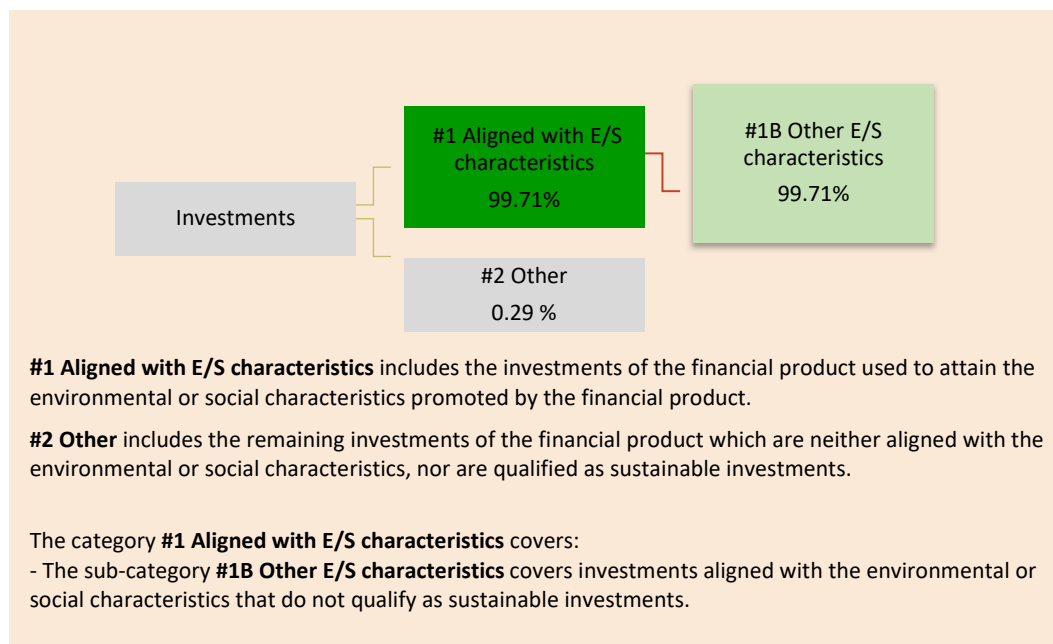 #1 Aligned with E/S
characteristics
99.71%
#1B Other E/S
characteristics
99.71%
Investments
#2 Other
0.29 %
#1 Aligned with E/S characteristics includes the investments of the financial product used to attain the
environmental or social characteristics promoted by the financial product.
#2 Other includes the remaining investments of the financial product which are neither aligned with the
environmental or social characteristics, nor are qualified as sustainable investments.
The category #1 Aligned with E/S characteristics covers:
- The sub-category #1B Other E/S characteristics covers investments aligned with the environmental or
social characteristics that do not qualify as sustainable investments.